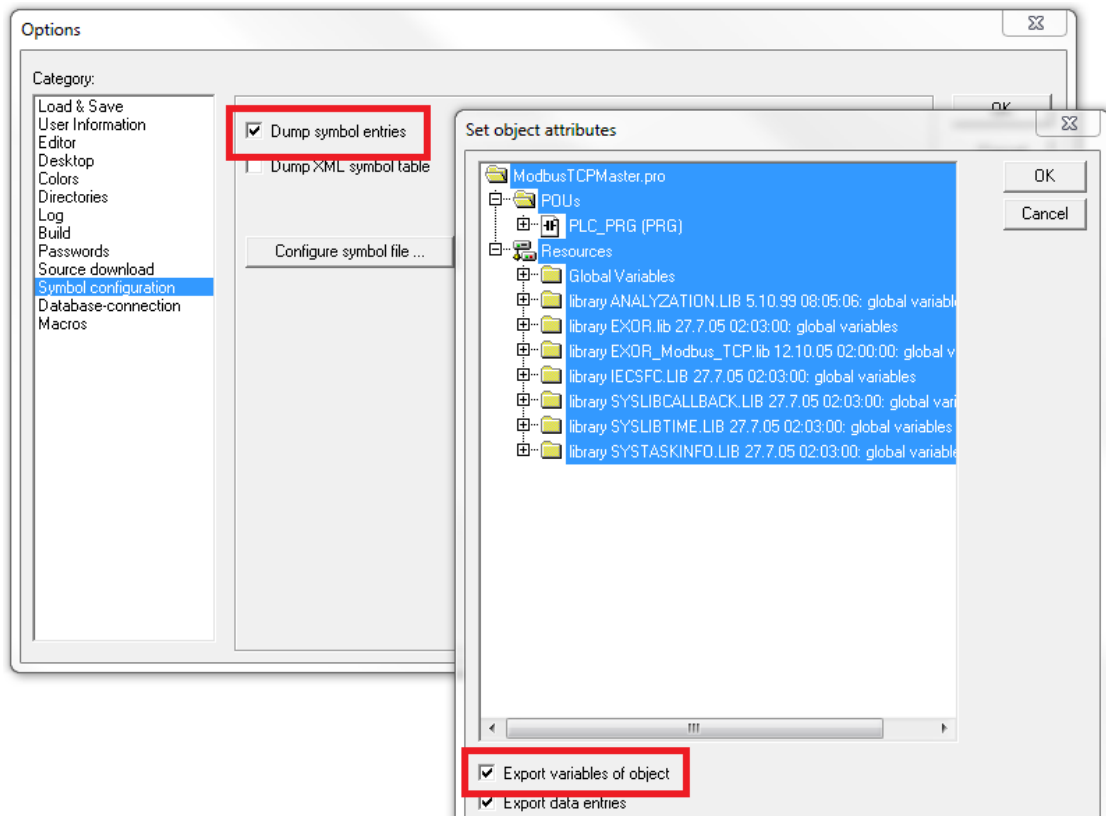 Options
Category:
Load & Save
User Information
Editor
Desktop
Colors
Directories
Log
Build
Passwords
Source download
Symbol configuration
Database-connection
Macros
Dump symbol entries
Dump XML symbol table
Configure symbol file ...
OK
Set object attributes
ModbusTCPMaster.pro
POUs
PLC_PRG (PRG)
Resources
Global Variables
library ANALYZATION.LIB 5.10.99 08:05:06: global variabl
library EXOR.lib 27.7.05 02:03:00: global variables
library EXOR_Modbus_TCP.lib 12.10.05 02:00:00: global v
library IECSFC.LIB 27.7.05 02:03:00: global variables
library SYSLIBCALLBACK.LIB 27.7.05 02:03:00: global vari
library SYSLIBTIME.LIB 27.7.05 02:03:00: global variables
library SYSTASKINFO.LIB 27.7.05 02:03:00: global variable
OK
Cancel
Export variables of object
Export data entries